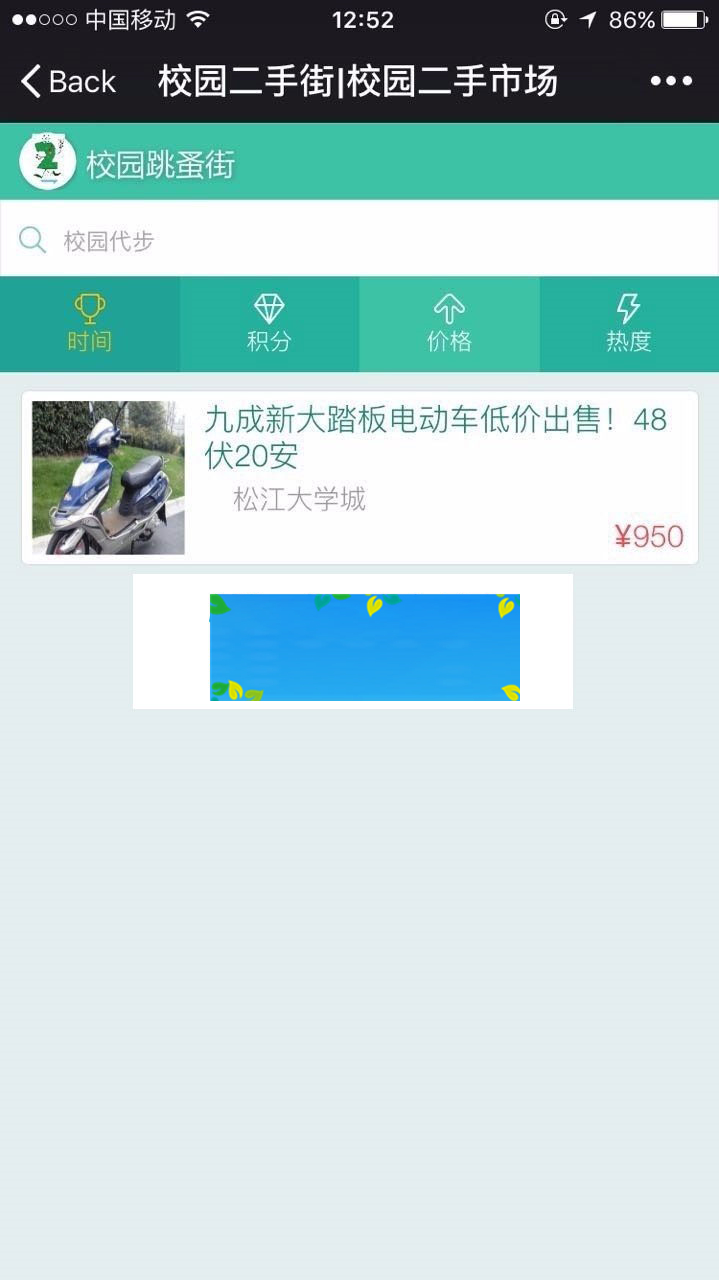 中国移动 12:52 86%
Back 校园二手街|校园二手市场
校园跳蚤街
校园代步
时间 积分 价格 热度
九成新大踏板电动车低价出售！48
伏20安
松江大学城
¥950